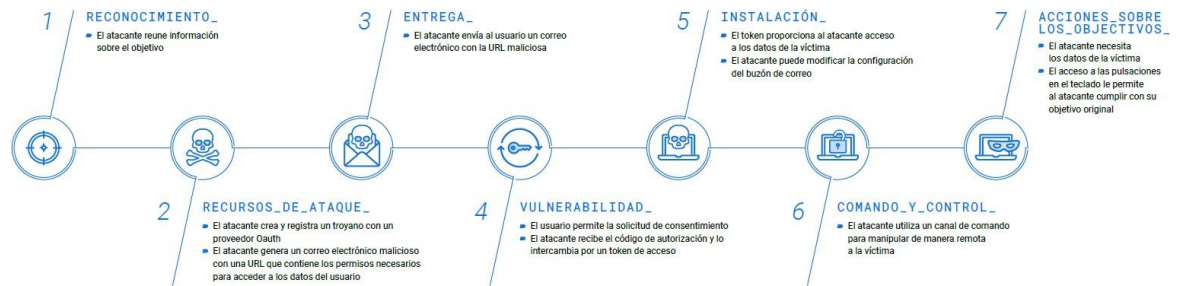 1
RECONOCIMIENTO_
El atacante reune información
sobre el objetivo
2
RECURSOS_DE_ATAQUE_
El atacante crea y registra un troyano con un
proveedor Oauth
El atacante genera un correo electrónico malicioso
con una URL que contiene los permisos necesarios
para acceder a los datos del usuario
3
ENTREGA_
El atacante envía al usuario un correo
electrónico con la URL maliciosa
4
VULNERABILIDAD_
El usuario permite la solicitud de consentimiento
El atacante recibe el código de autorización y lo
intercambia por un token de acceso
5
INSTALACIÓN_
El token proporciona al atacante acceso
a los datos de la víctima
El atacante puede modificar la configuración
del buzón de correo
6
COMANDO_Y_CONTROL_
El atacante utiliza un canal de comando
para manipular de manera remota
a la víctima
7
ACCIONES_SOBRE
LOS_OBJECTIVOS_
El atacante necesita
los datos de la víctima
El acceso a las pulsaciones
en el teclado le permite
al atacante cumplir con su
objetivo original